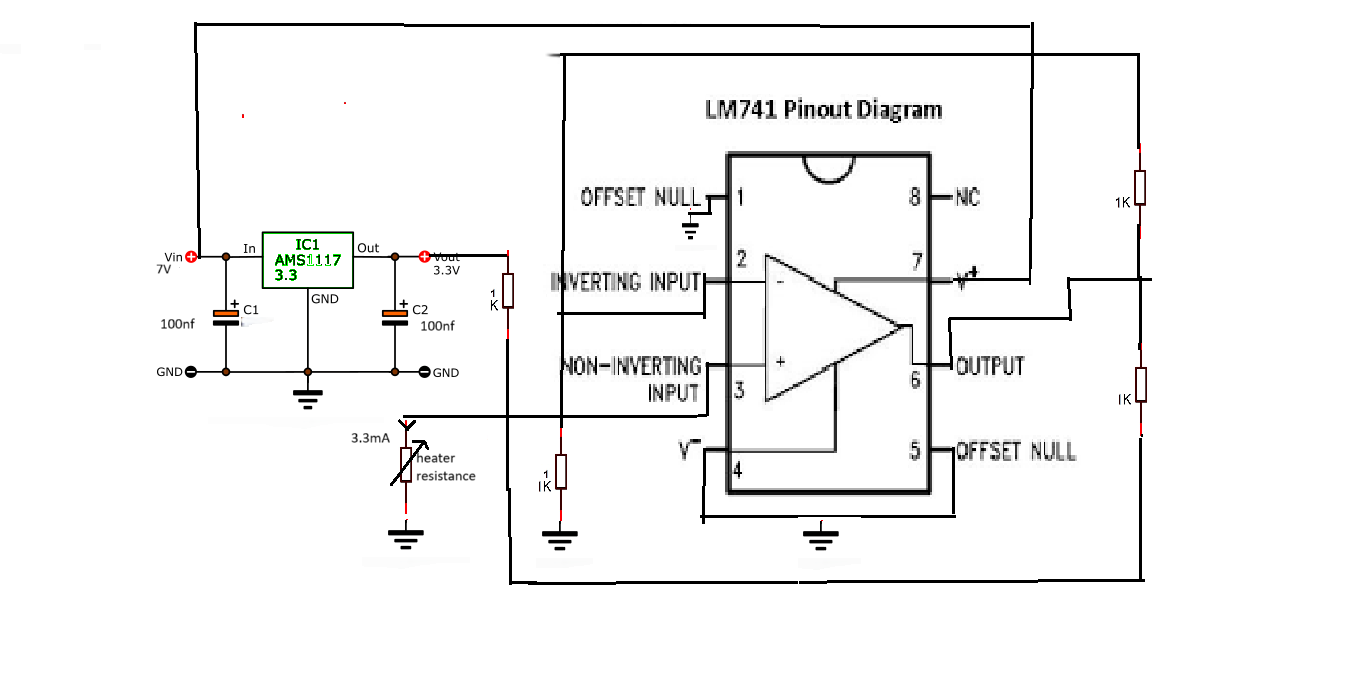 LM741 Pinout Diagram
OFFSET NULL
1
8
NC
Vin
7V
In
IC1
AMS1117
3.3
Out
Vout
3.3V
GND
2
7
V+
INVERTING INPUT
-
1
K
1K
+
C1
100nf
+
C2
100nf
GND
GND
NON-INVERTING
INPUT
+
3
6
OUTPUT
1K
3.3mA
heater
resistance
V-
4
5
OFFSET NULL
1
1K